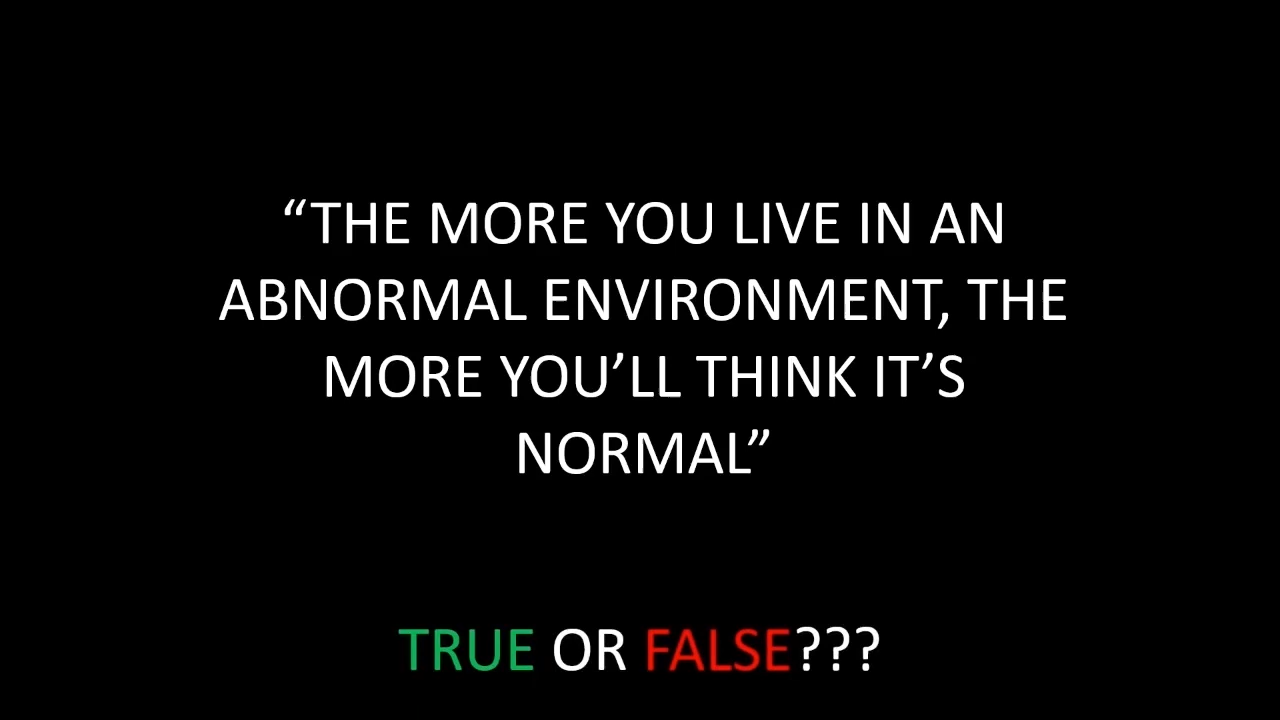 “THE MORE YOU LIVE IN AN
ABNORMAL ENVIRONMENT, THE
MORE YOU’LL THINK IT’S
NORMAL”
TRUE OR FALSE???